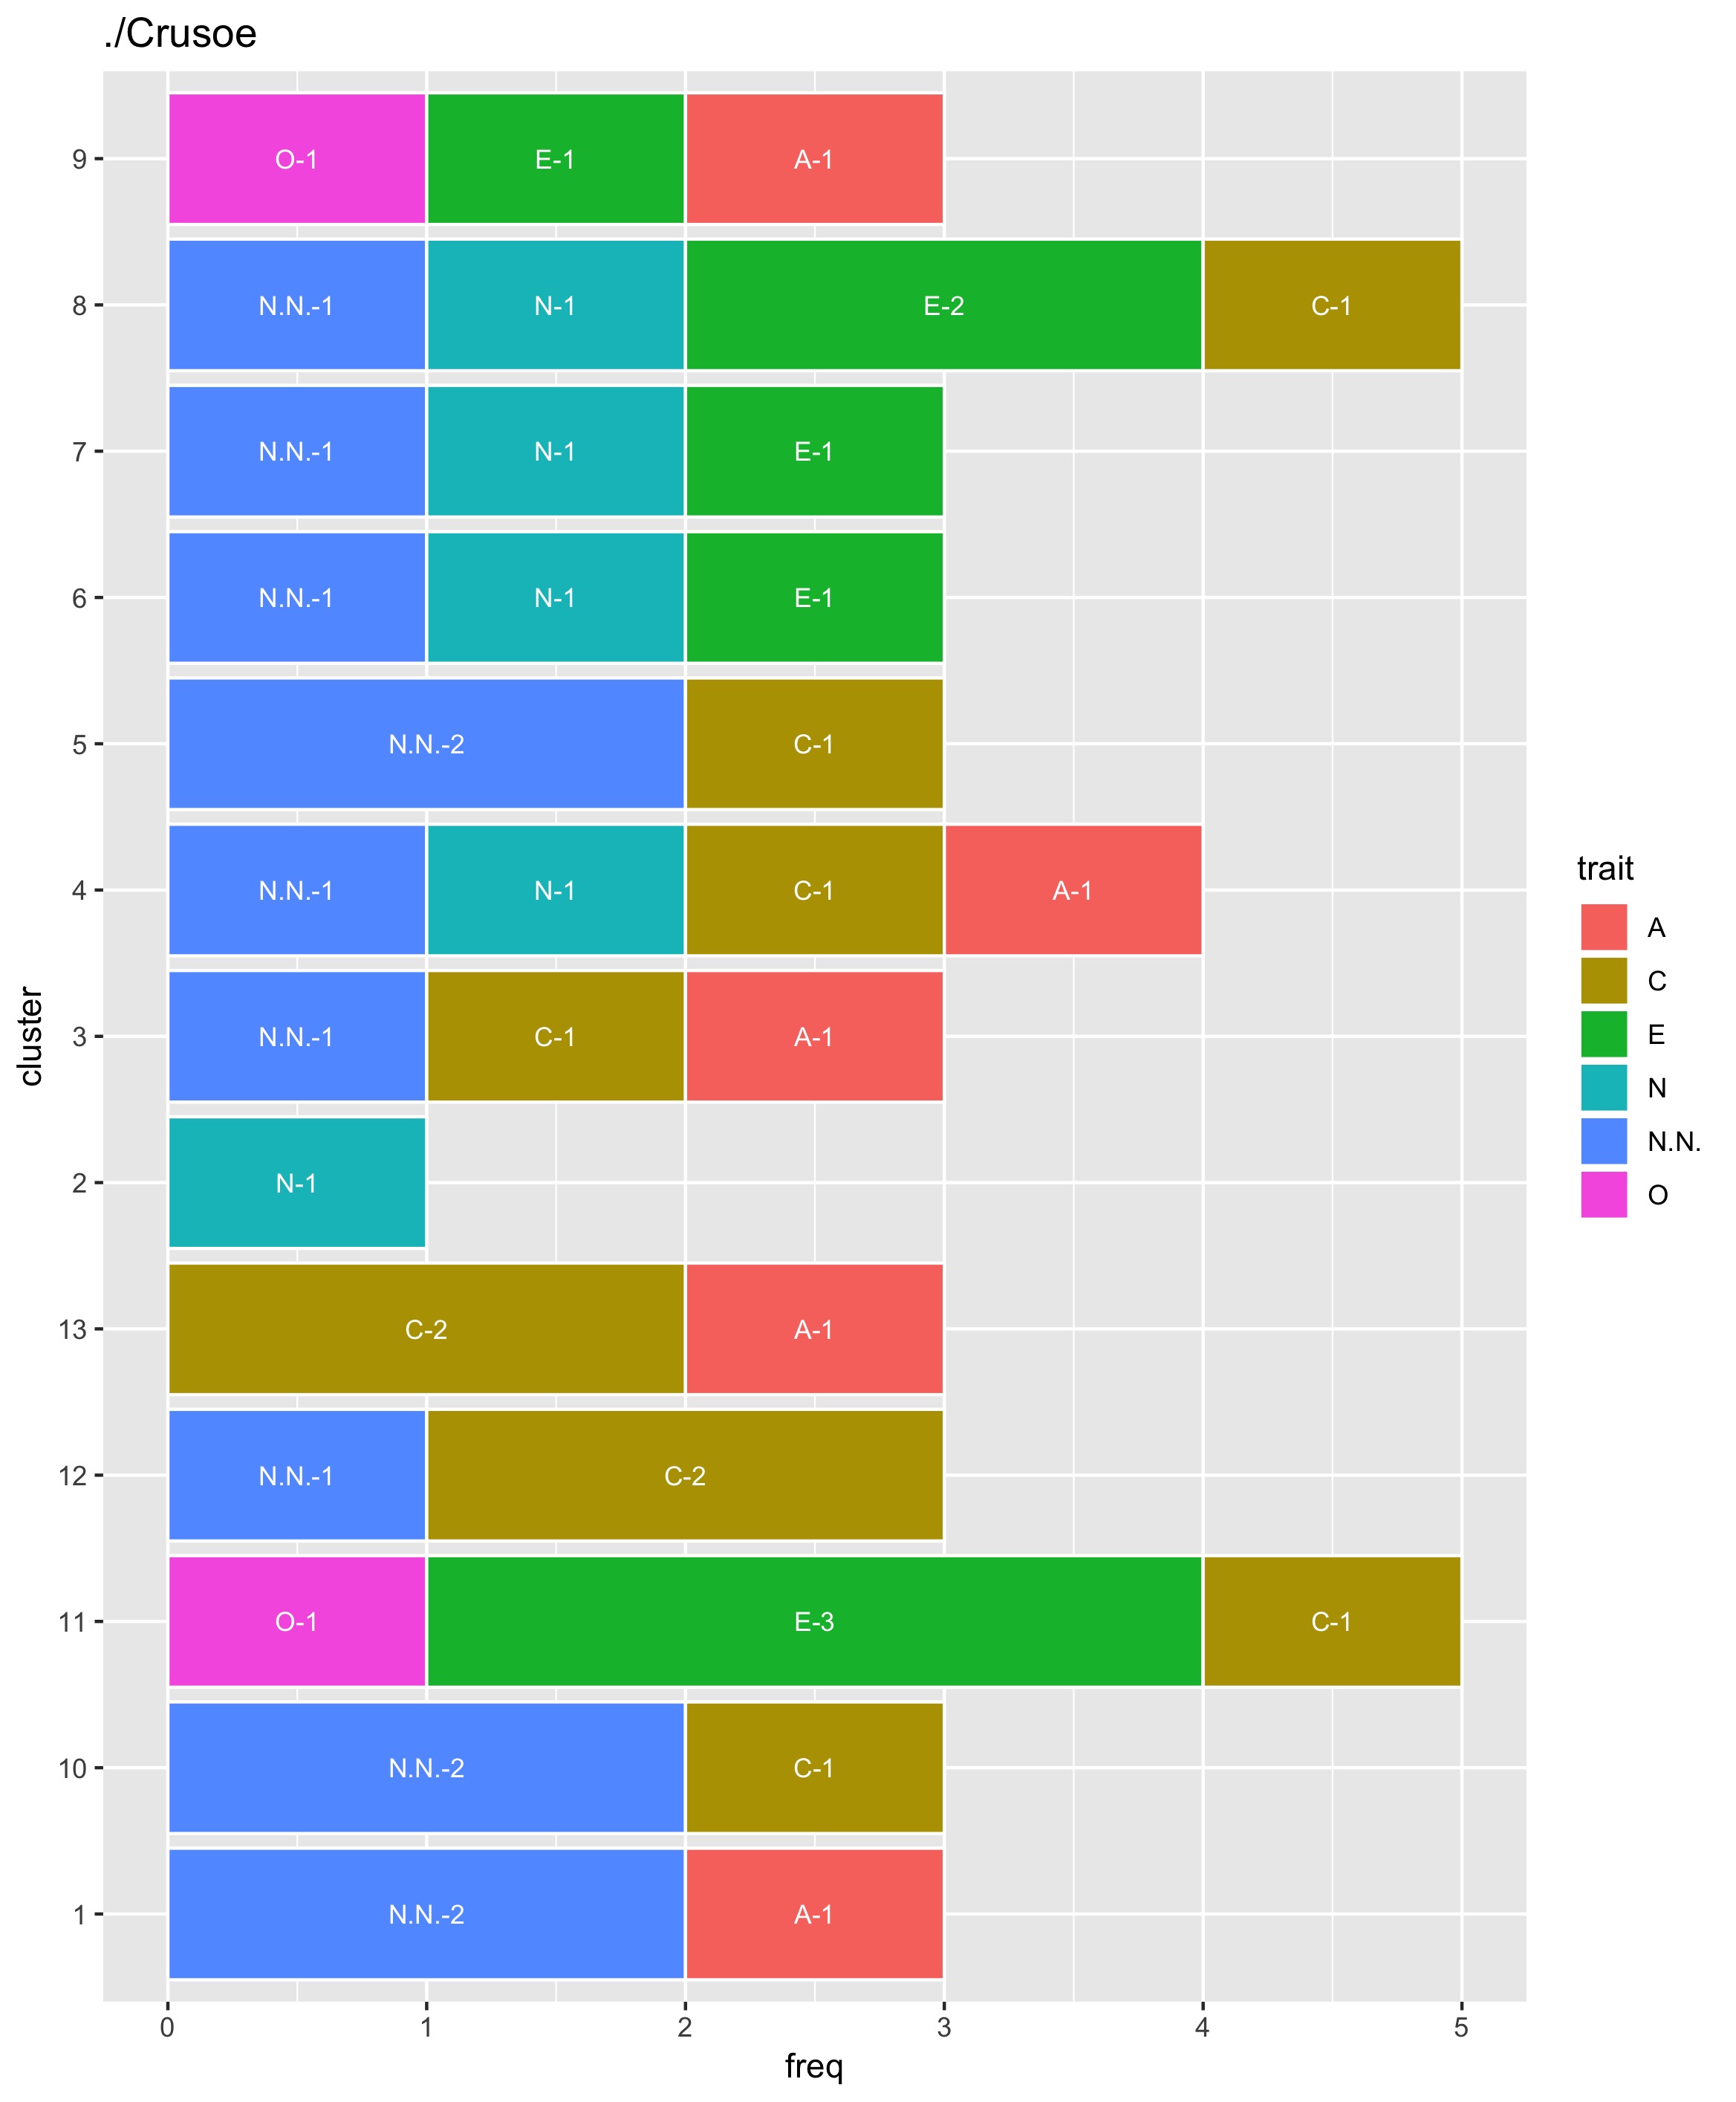 ./Crusoe
9 O-1 E-1 A-1
8 N.N.-1 N-1 E-2 C-1
7 N.N.-1 N-1 E-1
6 N.N.-1 N-1 E-1
5 N.N.-2 C-1
4 N.N.-1 N-1 C-1 A-1
3 N.N.-1 C-1 A-1
2 N-1
13 C-2 A-1
12 N.N.-1 C-2
11 O-1 E-3 C-1
10 N.N.-2 C-1
1 N.N.-2 A-1
0 1 2 3 4 5
freq
cluster
trait
A
C
E
N
N.N.
O